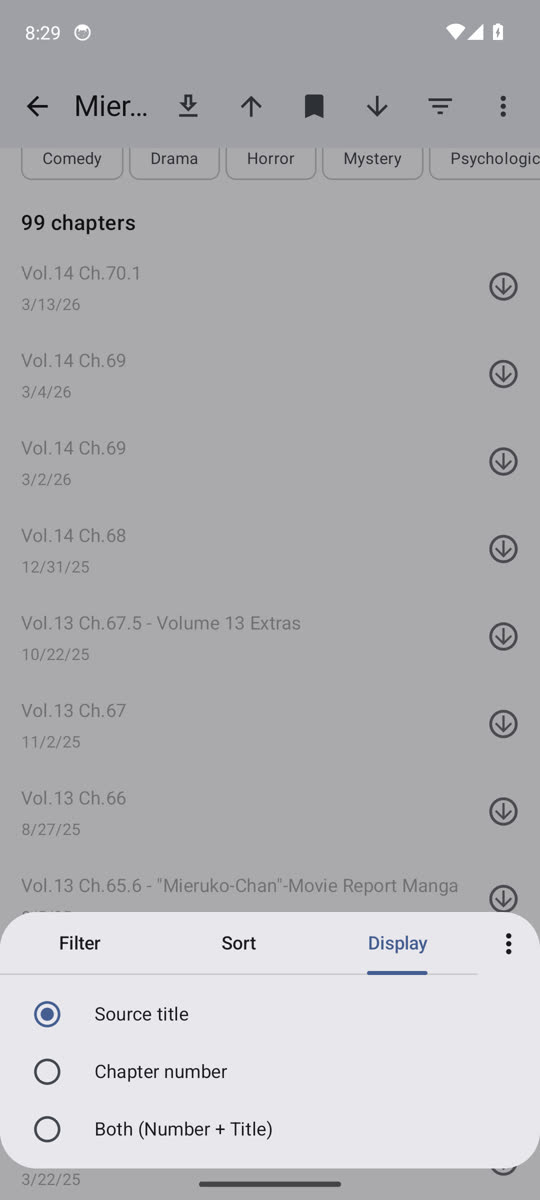 8:29
Mier...
Comedy
Drama
Horror
Mystery
Psychologic
99 chapters
Vol.14 Ch.70.1
3/13/26
Vol.14 Ch.69
3/4/26
Vol.14 Ch.69
3/2/26
Vol.14 Ch.68
12/31/25
Vol.13 Ch.67.5 - Volume 13 Extras
10/22/25
Vol.13 Ch.67
11/2/25
Vol.13 Ch.66
8/27/25
Vol.13 Ch.65.6 - "Mieruko-Chan"-Movie Report Manga
Filter
Sort
Display
Source title
Chapter number
Both (Number + Title)
3/22/25